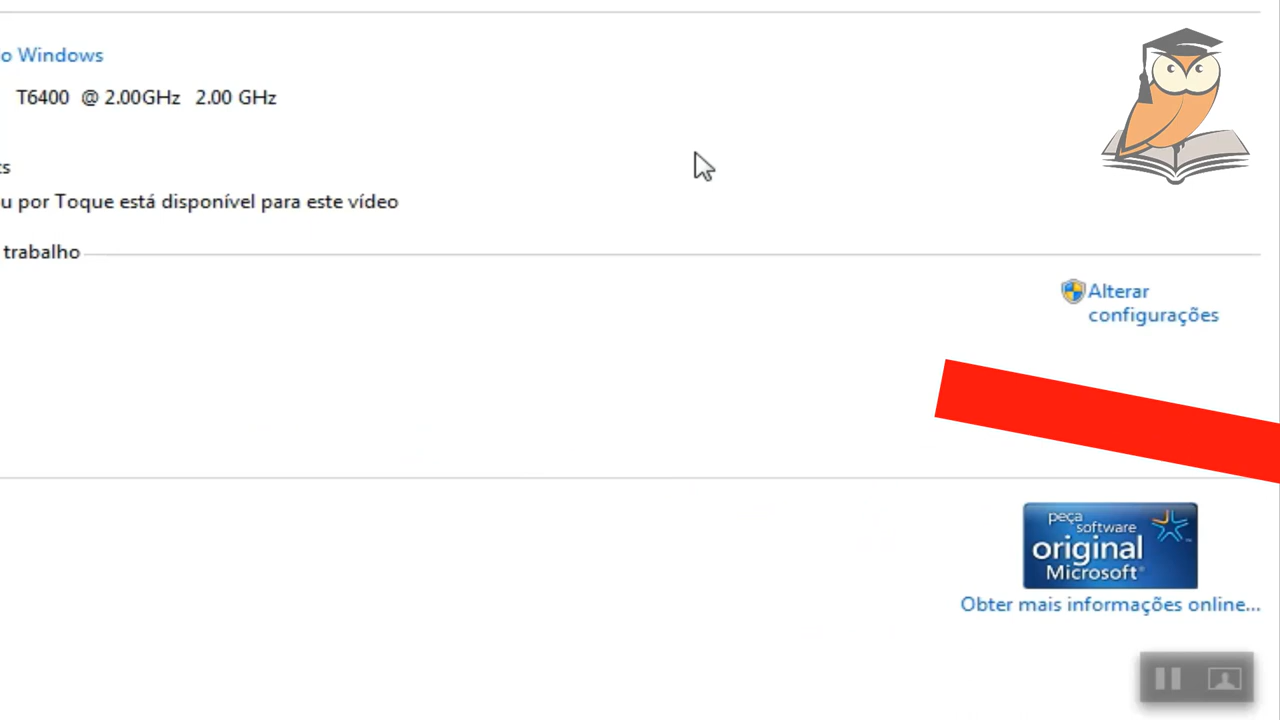 o Windows
T6400 @ 2.00GHz 2.00 GHz
ts
u por Toque está disponível para este vídeo
trabalho
Alterar
configurações
peça
software
original
Microsoft®
Obter mais informações online...